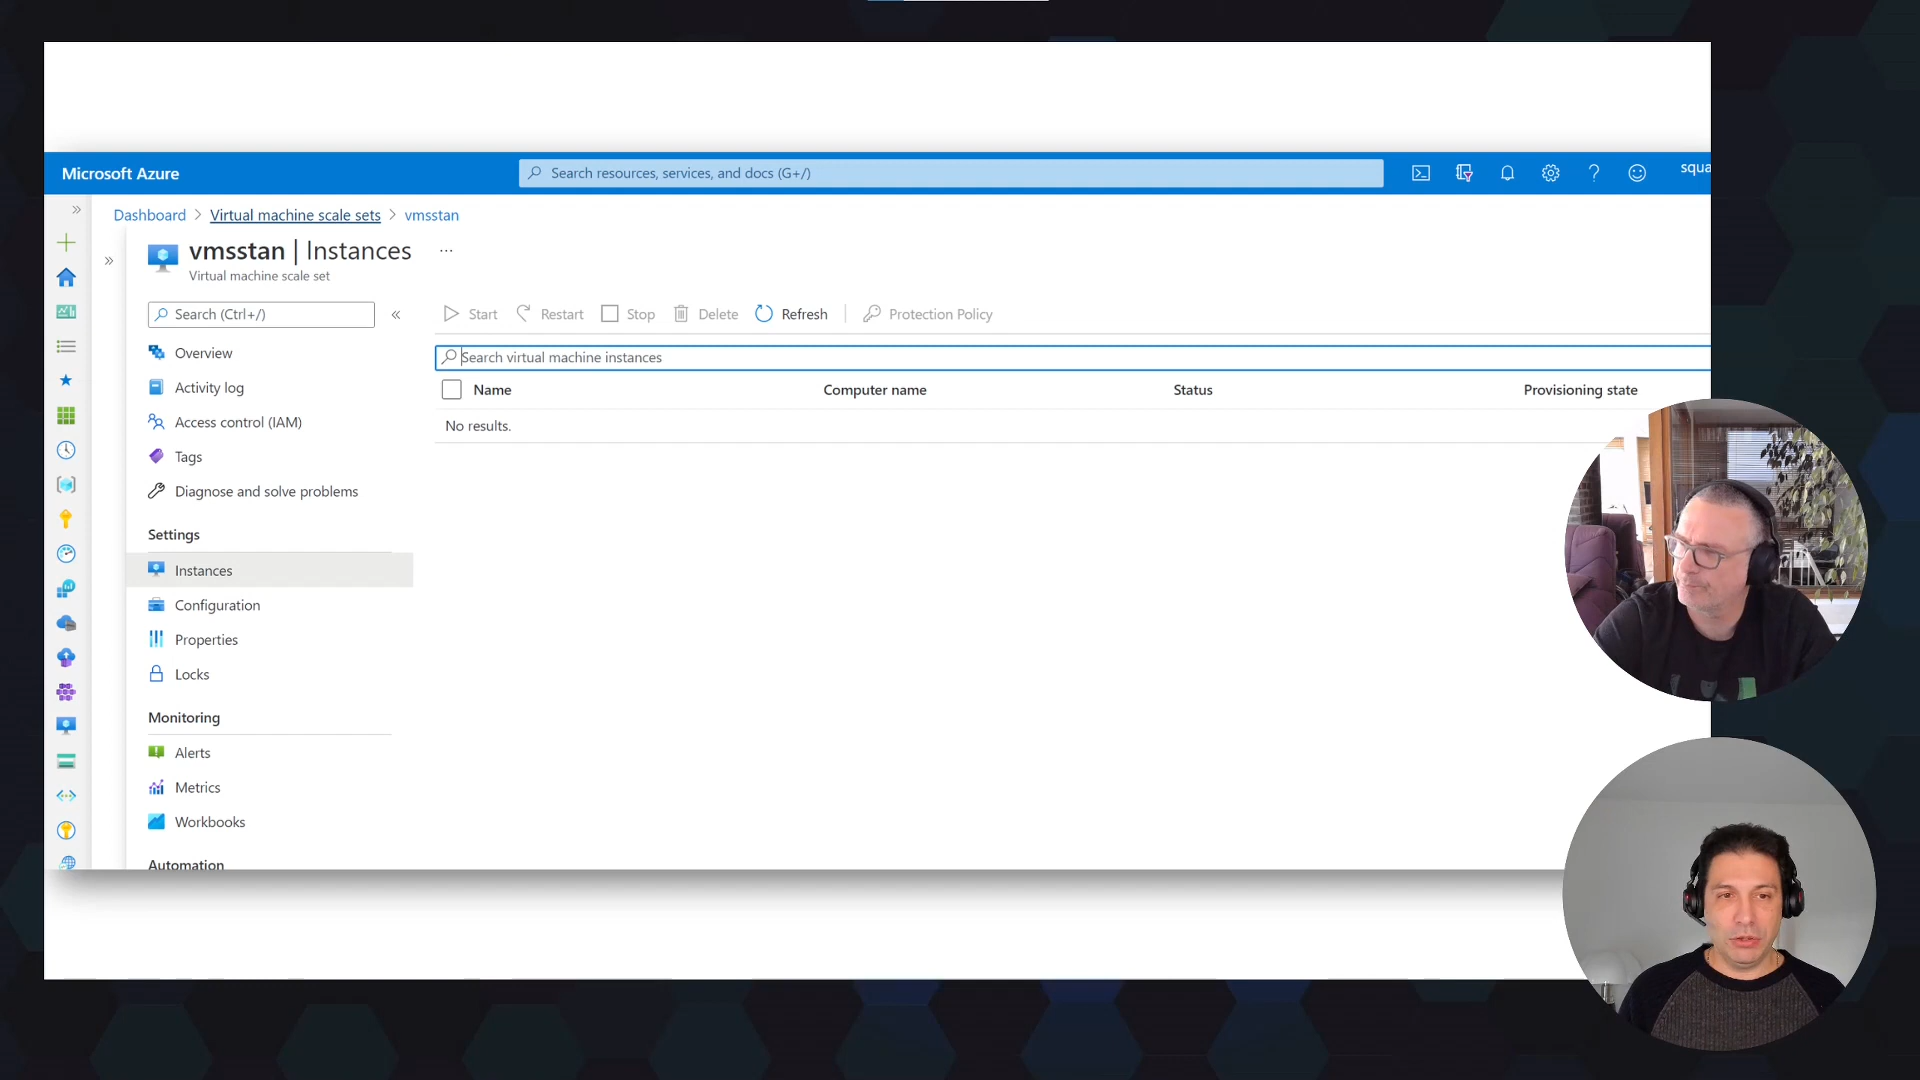 Microsoft Azure
Search resources, services, and docs (G+/)
squa
Dashboard > Virtual machine scale sets > vmsstan
vmsstan | Instances ...
Virtual machine scale set
Search (Ctrl+/)
Start Restart Stop Delete Refresh Protection Policy
Search virtual machine instances
Name Computer name Status Provisioning state
No results.
Overview
Activity log
Access control (IAM)
Tags
Diagnose and solve problems
Settings
Instances
Configuration
Properties
Locks
Monitoring
Alerts
Metrics
Workbooks
Automation